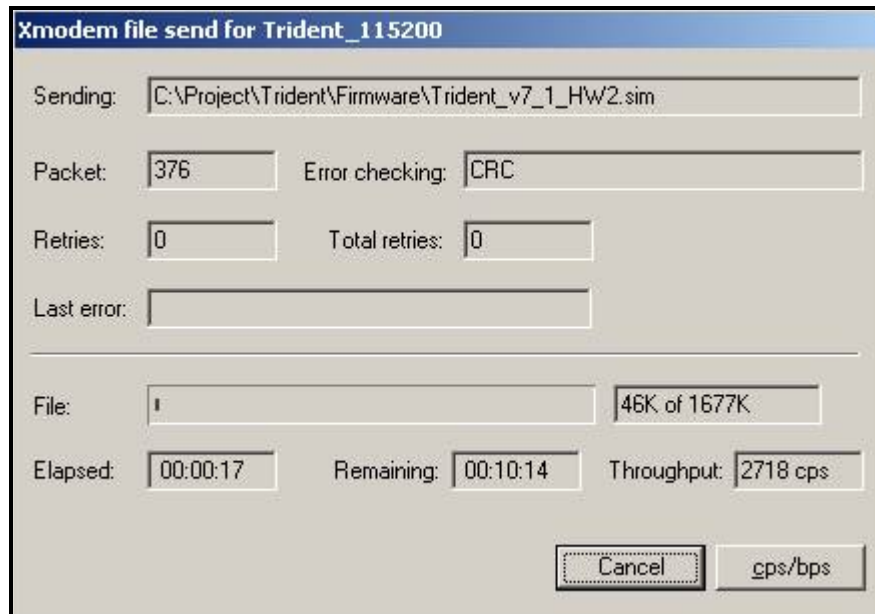 Xmodem file send for Trident_115200
Sending: C:\Project\Trident\Firmware\Trident_v7_1_HW2.sim
Packet: 376 Error checking: CRC
Retries: 0 Total retries: 0
Last error:
File: 46K of 1677K
Elapsed: 00:00:17 Remaining: 00:10:14 Throughput: 2718 cps
Cancel cps/bps